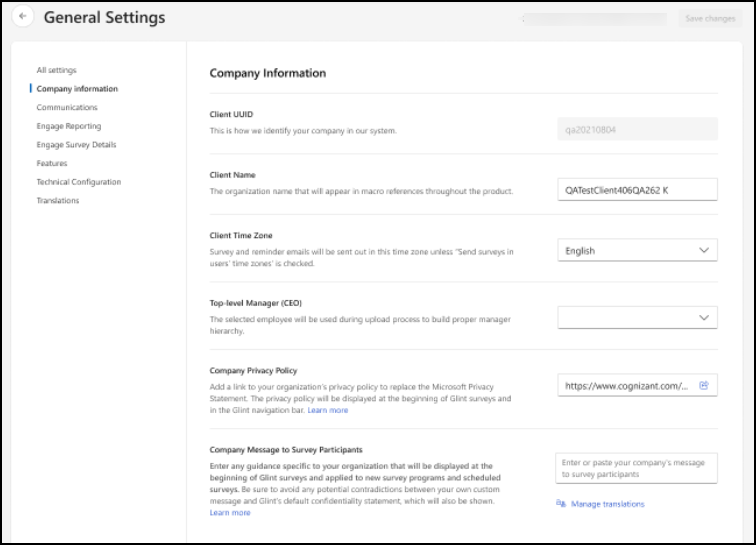 General Settings
Save changes
All settings
Company information
Communications
Engage Reporting
Engage Survey Details
Features
Technical Configuration
Translations
Company Information
Client UUID
This is how we identify your company in our system.
qa20210804
Client Name
The organization name that will appear in macro references throughout the product.
QATestClient406QA262 K
Client Time Zone
Survey and reminder emails will be sent out in this time zone unless "Send surveys in
users' time zones' is checked.
English
Top-level Manager (CEO)
The selected employee will be used during upload process to build proper manager
hierarchy.
Company Privacy Policy
Add a link to your organization's privacy policy to replace the Microsoft Privacy
Statement. The privacy policy will be displayed at the beginning of Glint surveys and
in the Glint navigation bar. Learn more
https://www.cognizant.com/...
Company Message to Survey Participants
Enter any guidance specific to your organization that will be displayed at the
beginning of Glint surveys and applied to new survey programs and scheduled
surveys. Be sure to avoid any potential contradictions between your own custom
message and Glint's default confidentiality statement, which will also be shown.
Learn more
Enter or paste your company's message
to survey participants
Manage translations